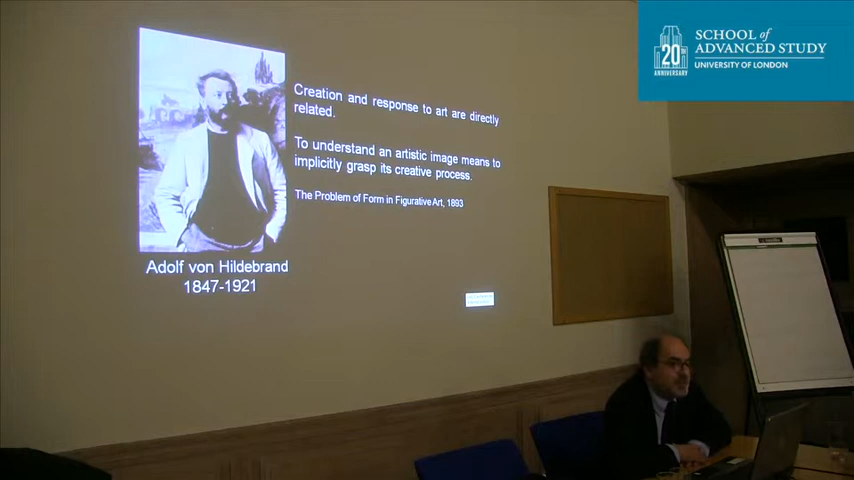 SCHOOL of
ADVANCED STUDY
UNIVERSITY OF LONDON
20
ANNIVERSARY
Creation and response to art are directly
related.
To understand an artistic image means to
implicitly grasp its creative process.
The Problem of Form in Figurative Art, 1893
Adolf von Hildebrand
1847-1921